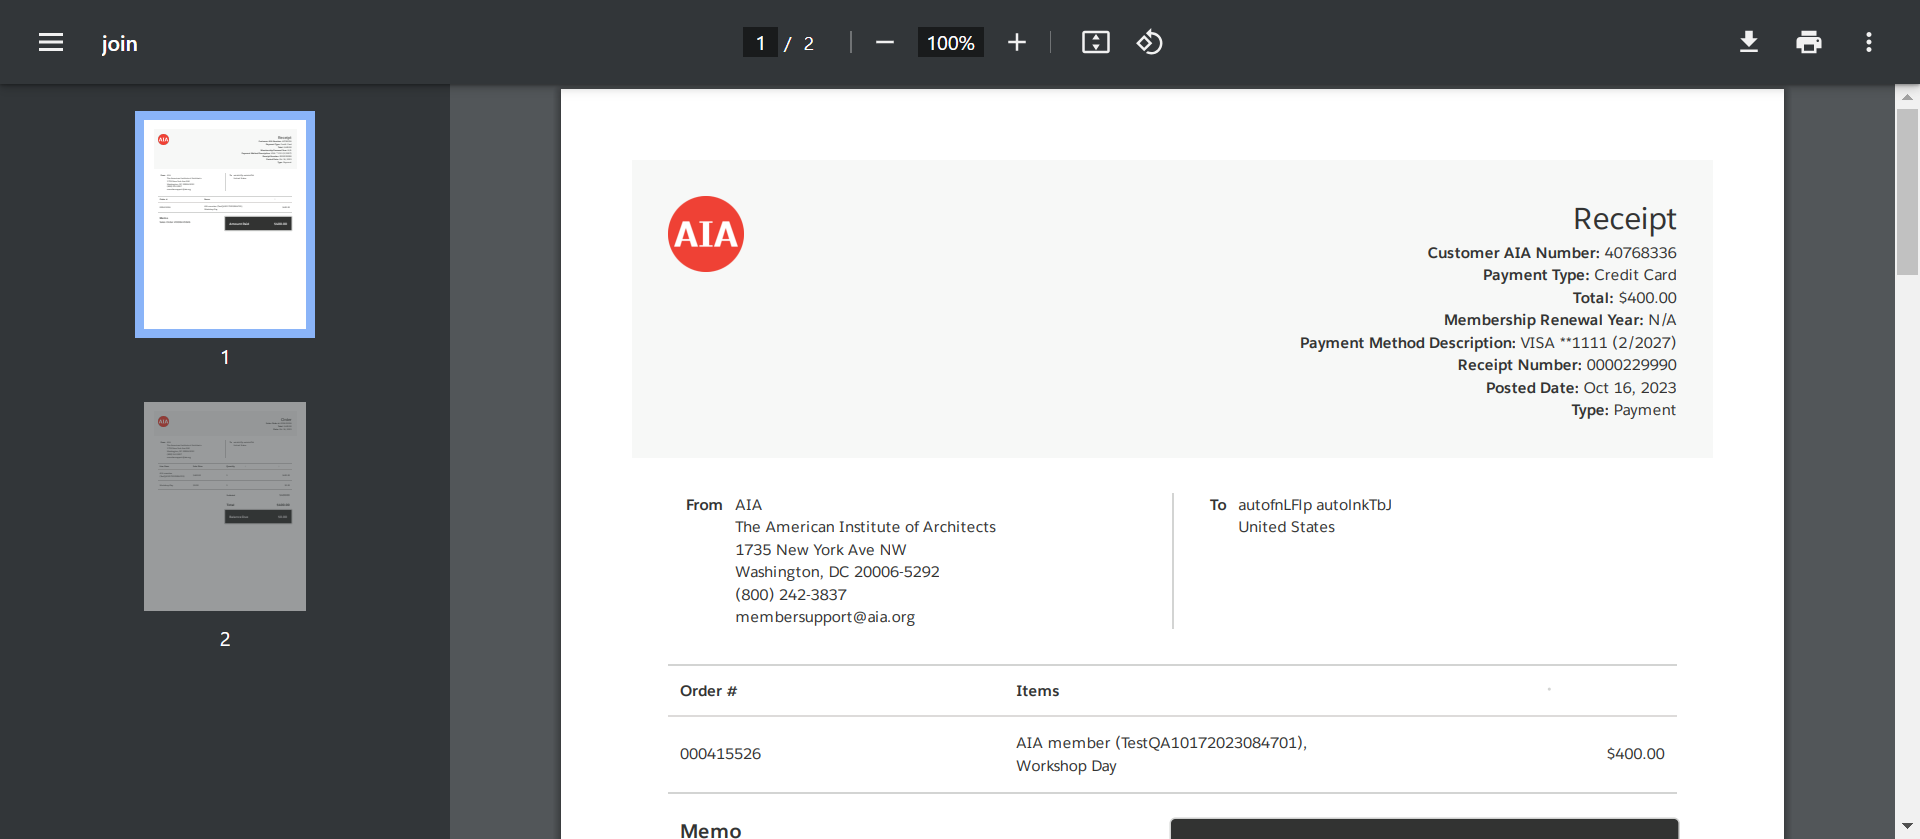 join
1 / 2
100%
1
2
AIA
Receipt
Customer AIA Number: 40768336
Payment Type: Credit Card
Total: $400.00
Membership Renewal Year: N/A
Payment Method Description: VISA **1111 (2/2027)
Receipt Number: 0000229990
Posted Date: Oct 16, 2023
Type: Payment
From AIA
The American Institute of Architects
1735 New York Ave NW
Washington, DC 20006-5292
(800) 242-3837
membersupport@aia.org
To autofnLFlp autolnkTbJ
United States
Order # Items
000415526 AIA member (TestQA10172023084701), $400.00
Workshop Day
Memo